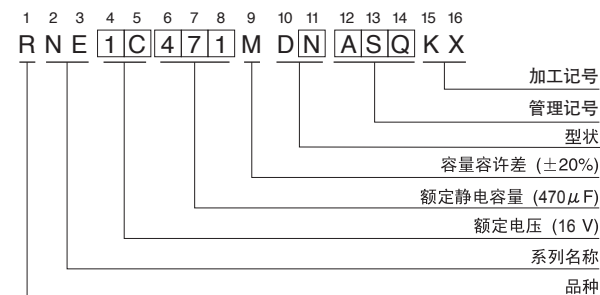 1 2 3 4 5 6 7 8 9 10 11 12 13 14 15 16
R N E 1 C 4 7 1 M D N A S Q K X
加工记号
管理记号
型状
容量容许差 (±20%)
额定静电容量 (470μF)
额定电压 (16 V)
系列名称
品种